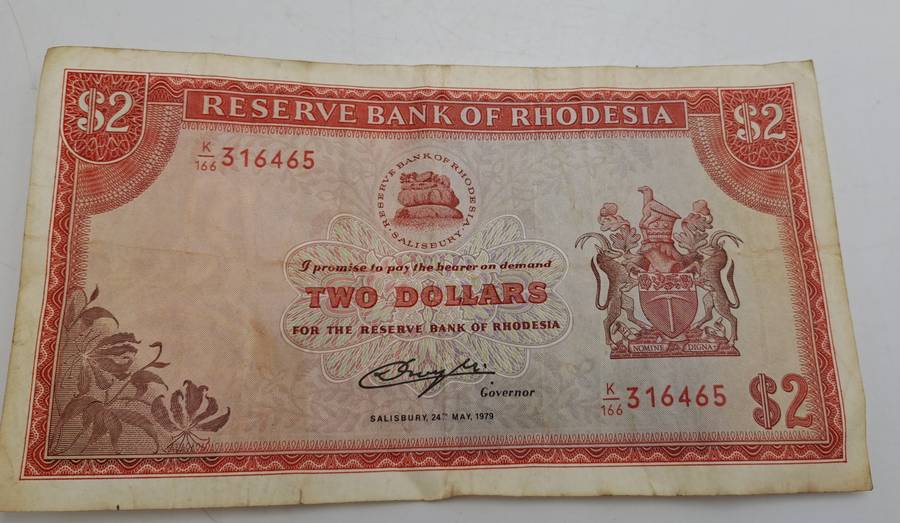 $2
RESERVE BANK OF RHODESIA
$2
K/166 316465
RESERVE BANK OF RHODESIA
SALISBURY
I promise to pay the bearer on demand
TWO DOLLARS
FOR THE RESERVE BANK OF RHODESIA
NOMINE DIGNA
Governor
K/166 316465
$2
SALISBURY, 24TH MAY, 1979